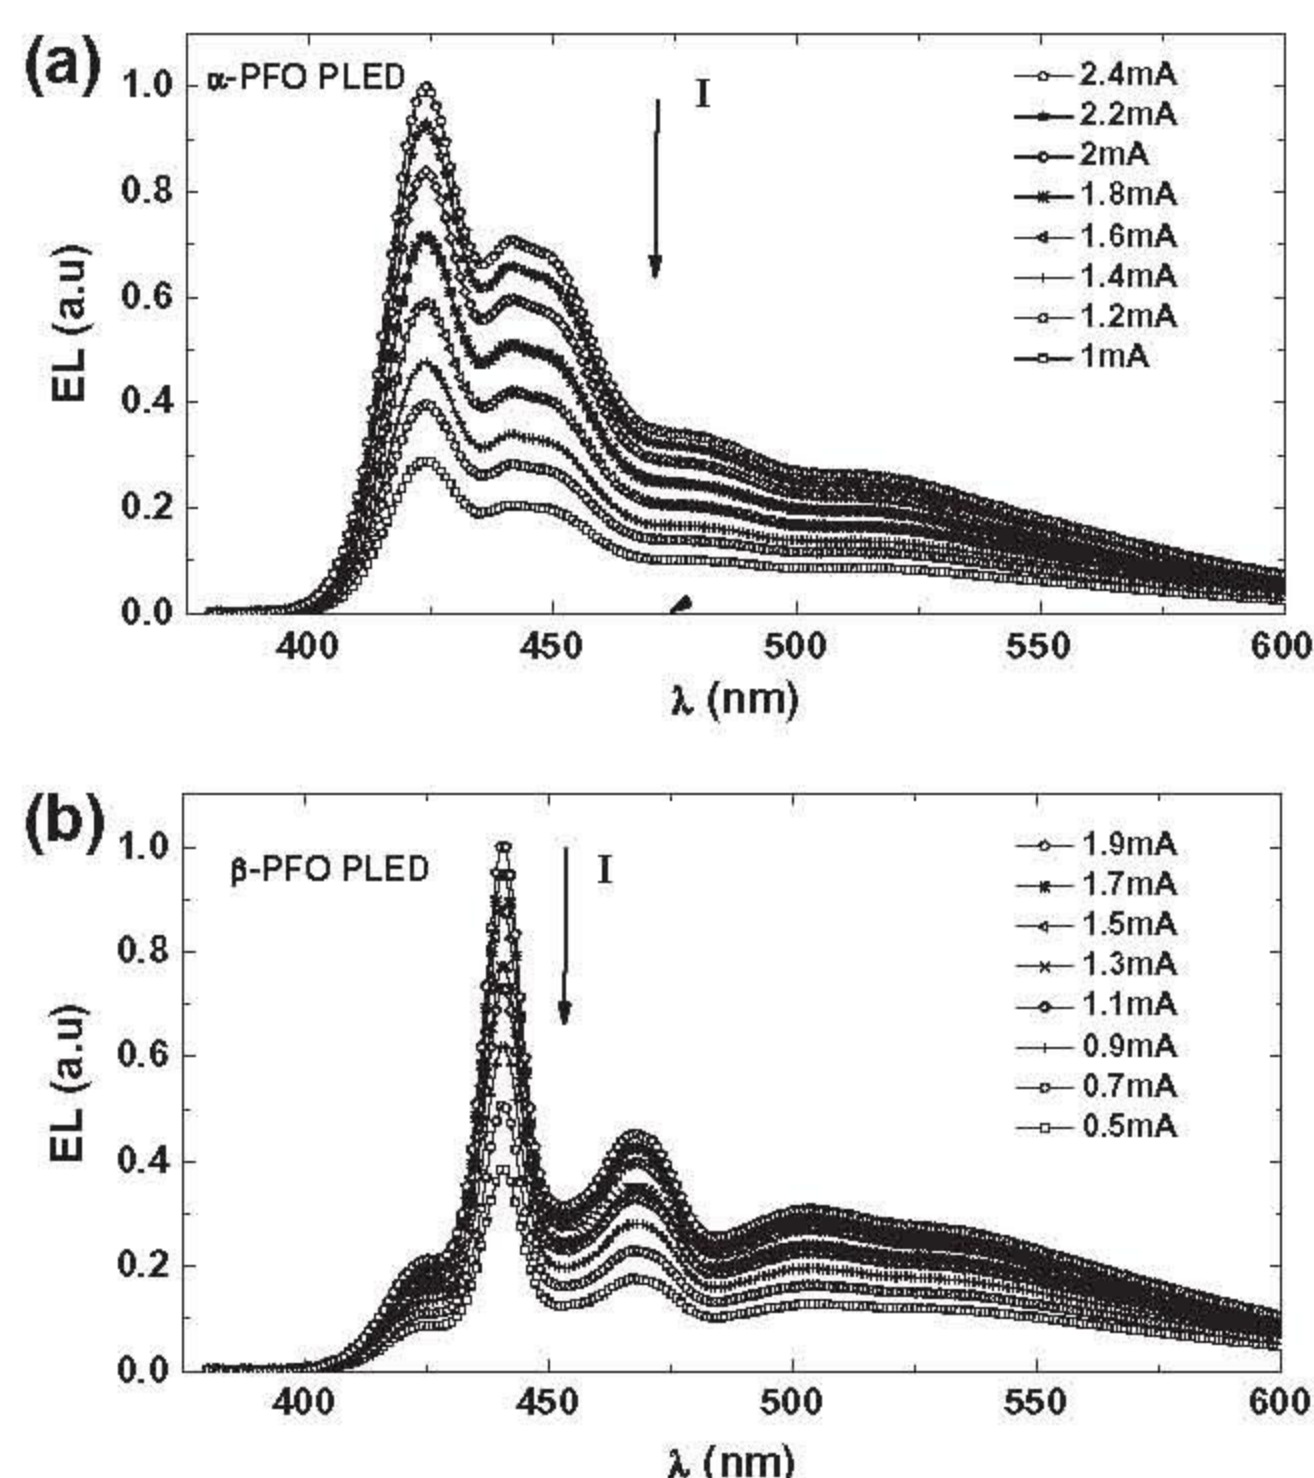 (a)
α-PFO PLED
I
2.4mA
2.2mA
2mA
1.8mA
1.6mA
1.4mA
1.2mA
1mA
1.0
0.8
0.6
0.4
0.2
0.0
EL (a.u)
400 450 500 550 600
λ (nm)
(b)
β-PFO PLED
I
1.9mA
1.7mA
1.5mA
1.3mA
1.1mA
0.9mA
0.7mA
0.5mA
1.0
0.8
0.6
0.4
0.2
0.0
EL (a.u)
400 450 500 550 600
λ (nm)